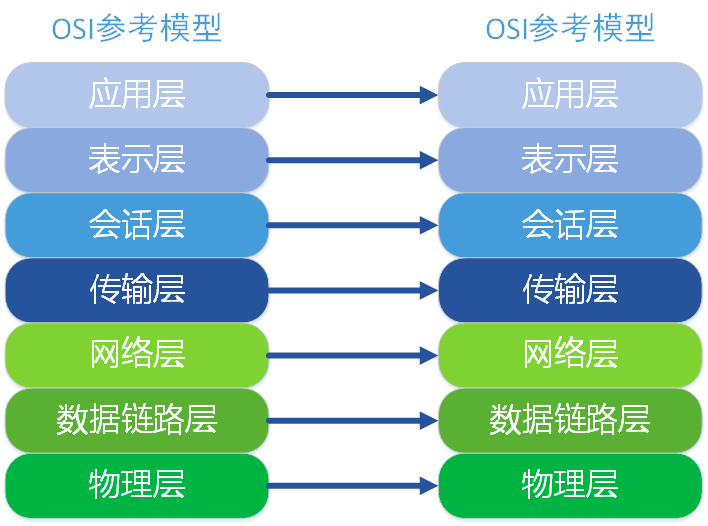 OSI参考模型
应用层
表示层
会话层
传输层
网络层
数据链路层
物理层
OSI参考模型
应用层
表示层
会话层
传输层
网络层
数据链路层
物理层